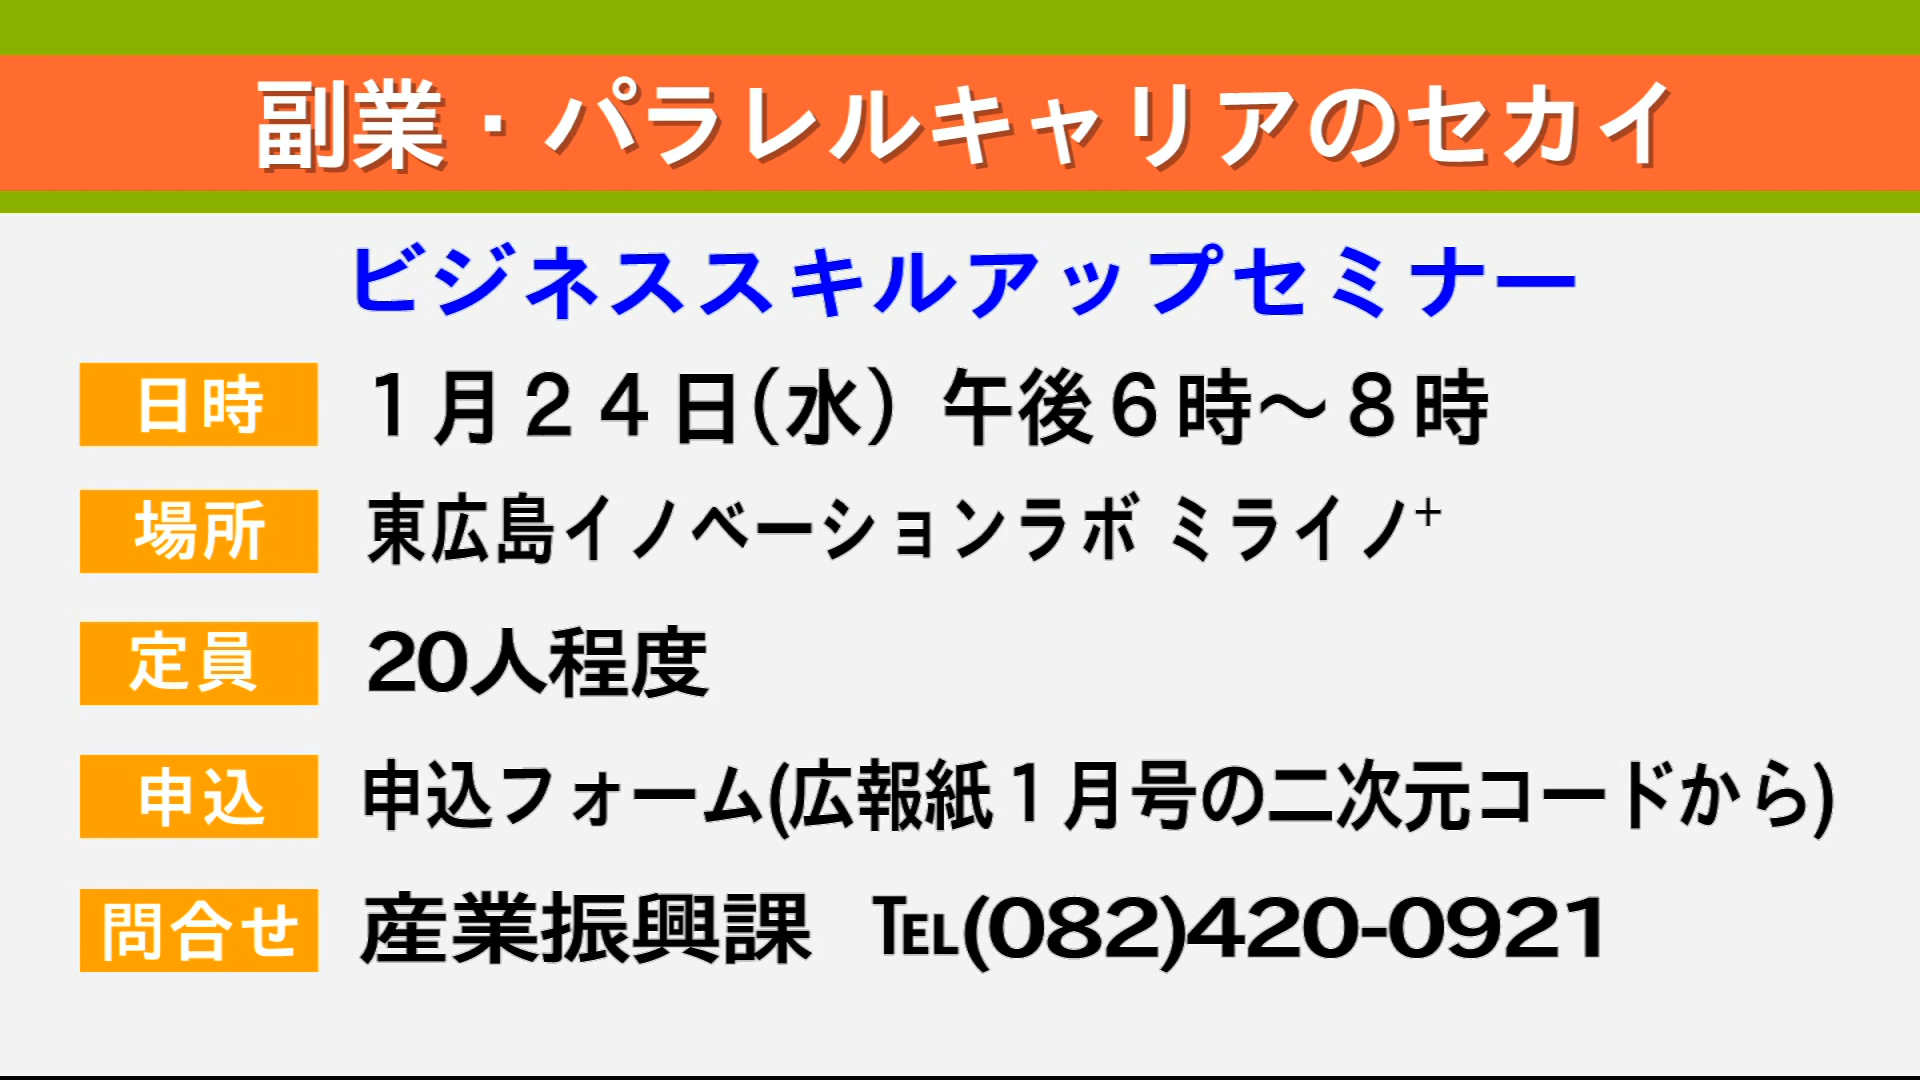 副業・パラレルキャリアのセカイ
ビジネススキルアップセミナー
日時 1月24日(水) 午後6時～8時
場所 東広島イノベーションラボ ミライノ⁺
定員 20人程度
申込 申込フォーム(広報紙1月号の二次元コードから)
問合せ 産業振興課 ℡(082)420-0921